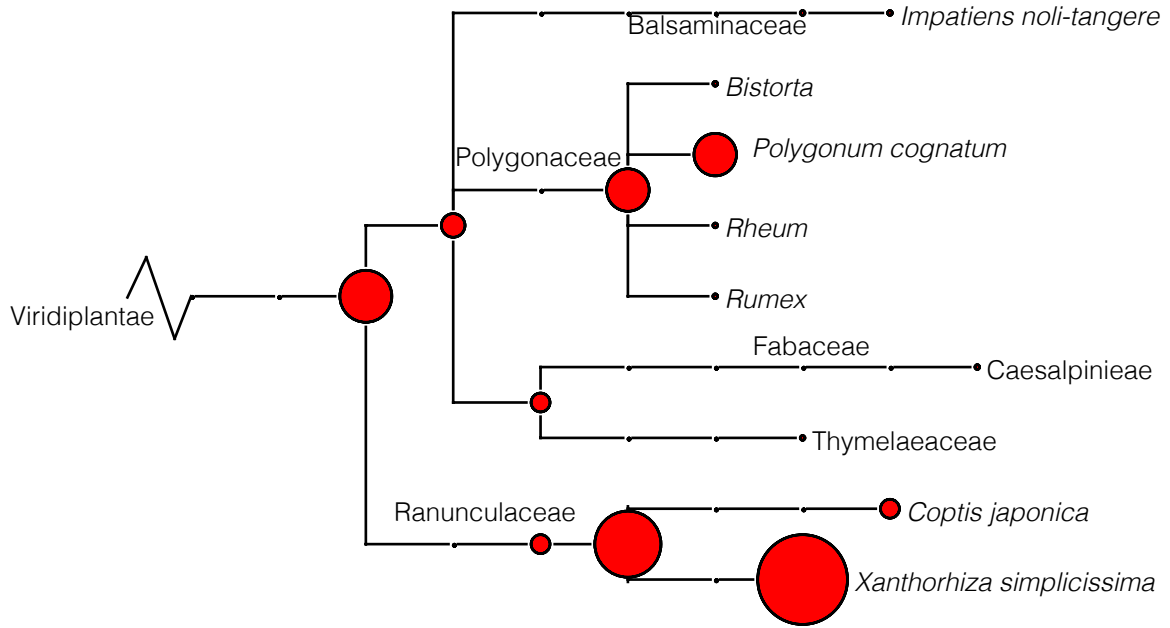 Impatiens noli-tangere
Balsaminaceae
Bistorta
Polygonaceae
Polygonum cognatum
Rheum
Rumex
Viridiplantae
Fabaceae
Caesalpinieae
Thymelaeaceae
Ranunculaceae
Coptis japonica
Xanthorhiza simplicissima